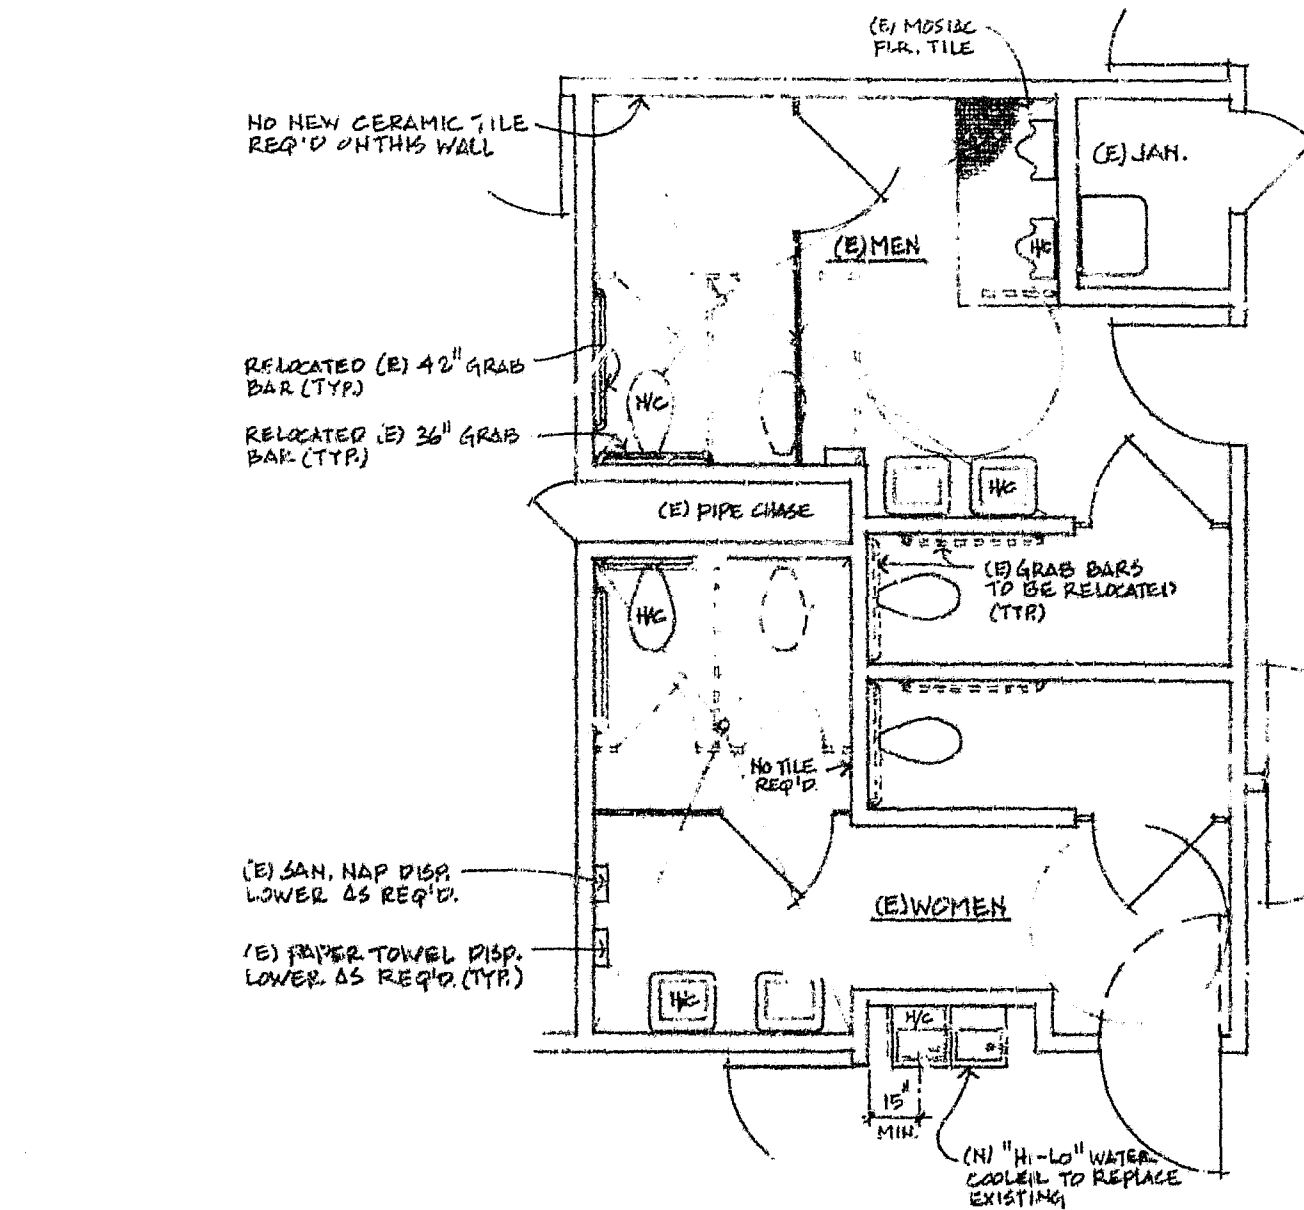 (E) MOSIAC
FLR. TILE
NO NEW CERAMIC TILE
REQ'D ON THIS WALL
(E) JAN.
(E) MEN
H/C
RELOCATED (E) 42" GRAB
BAR (TYP.)
H/C
RELOCATED (E) 36" GRAB
BAR (TYP.)
H/C
(E) PIPE CHASE
(E) GRAB BARS
TO BE RELOCATED
(TYP.)
H/C
NO TILE
REQ'D.
(E) SAN. NAP DISP.
LOWER AS REQ'D.
(E) WOMEN
(E) PAPER TOWEL DISP.
LOWER AS REQ'D. (TYP.)
H/C
H/C
15"
MIN.
(N) "HI-LO" WATER
COOLER TO REPLACE
EXISTING